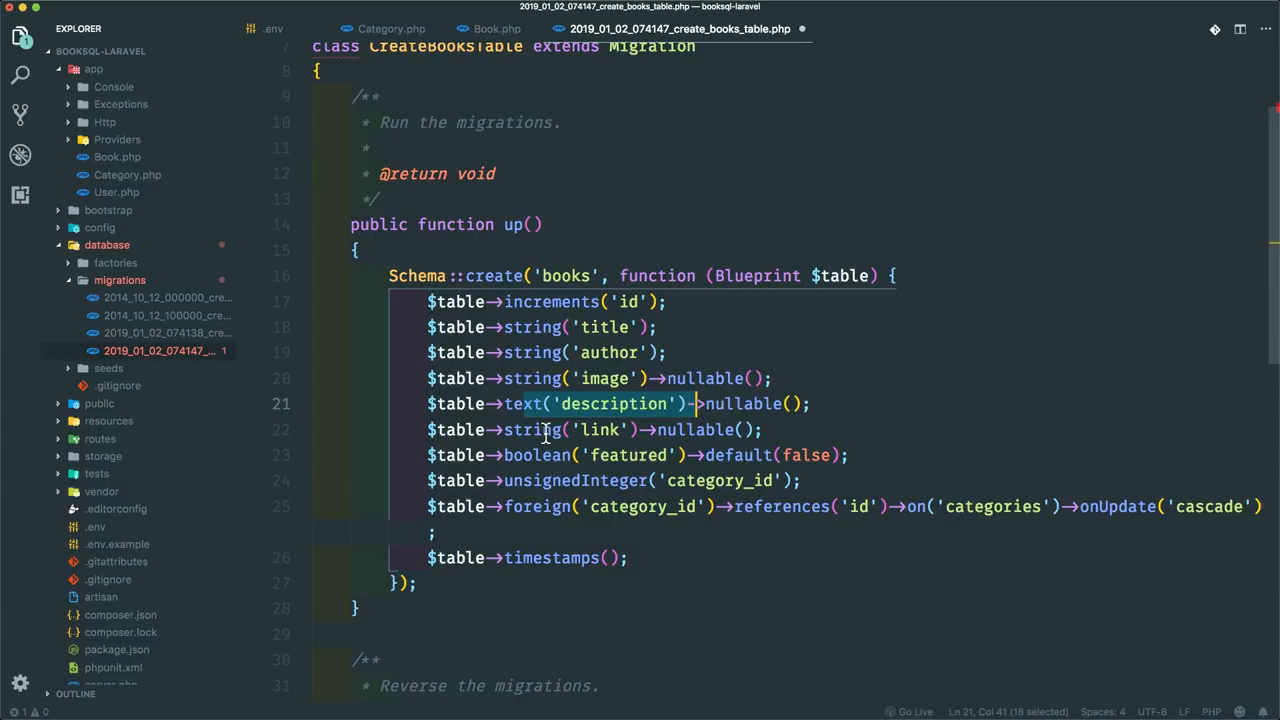 2019_01_02_074147_create_books_table.php — booksql-laravel
EXPLORER
.env
Category.php
Book.php
2019_01_02_074147_create_books_table.php
BOOKSQL-LARAVEL
app
Console
Exceptions
Http
Providers
Book.php
Category.php
User.php
bootstrap
config
database
factories
migrations
2014_10_12_000000_cre...
2014_10_12_100000_cre...
2019_01_02_074138_cre...
2019_01_02_074147_... 1
seeds
.gitignore
public
resources
routes
storage
tests
vendor
.editorconfig
.env
.env.example
.gitattributes
.gitignore
artisan
composer.json
composer.lock
package.json
phpunit.xml
server.php
OUTLINE
7 class CreateBooksTable extends Migration
8 {
9 /**
10 * Run the migrations.
11 *
12 * @return void
13 */
14 public function up()
15 {
16 Schema::create('books', function (Blueprint $table) {
17 $table->increments('id');
18 $table->string('title');
19 $table->string('author');
20 $table->string('image')->nullable();
21 $table->text('description')->nullable();
22 $table->string('link')->nullable();
23 $table->boolean('featured')->default(false);
24 $table->unsignedInteger('category_id');
25 $table->foreign('category_id')->references('id')->on('categories')->onUpdate('cascade')
;
26 $table->timestamps();
27 });
28 }
29
30 /**
31 * Reverse the migrations.
1 0
Go Live Ln 21, Col 41 (18 selected) Spaces: 4 UTF-8 LF PHP